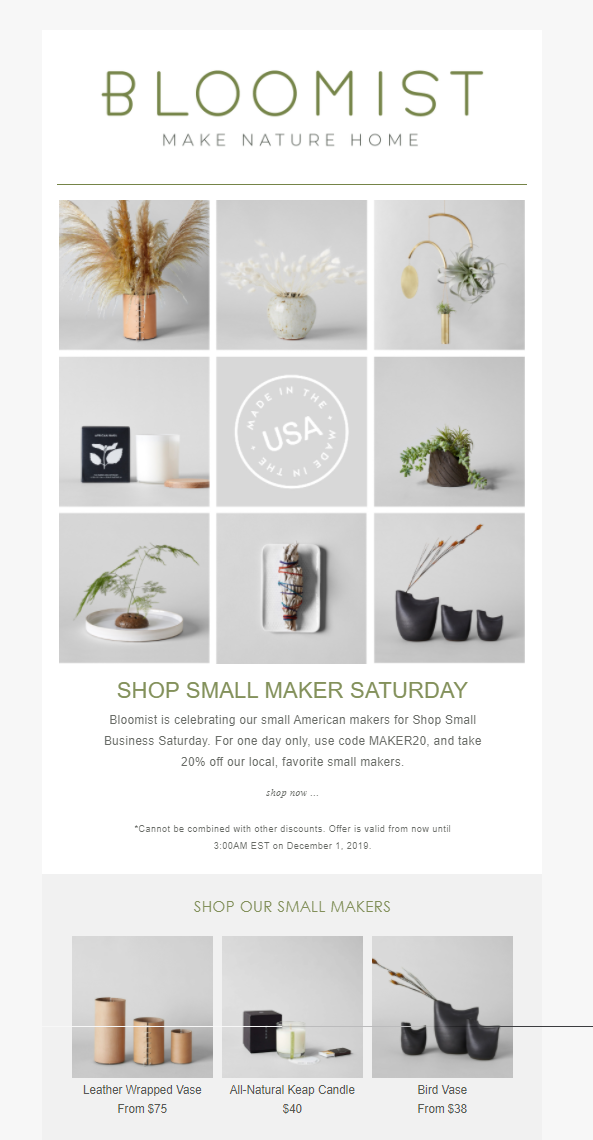 BLOOMIST
MAKE NATURE HOME
MADE IN THE
USA
MADE IN THE
SHOP SMALL MAKER SATURDAY
Bloomist is celebrating our small American makers for Shop Small
Business Saturday. For one day only, use code MAKER20, and take
20% off our local, favorite small makers.
shop now ...
*Cannot be combined with other discounts. Offer is valid from now until
3:00AM EST on December 1, 2019.
SHOP OUR SMALL MAKERS
Leather Wrapped Vase
From $75
All-Natural Keap Candle
$40
Bird Vase
From $38